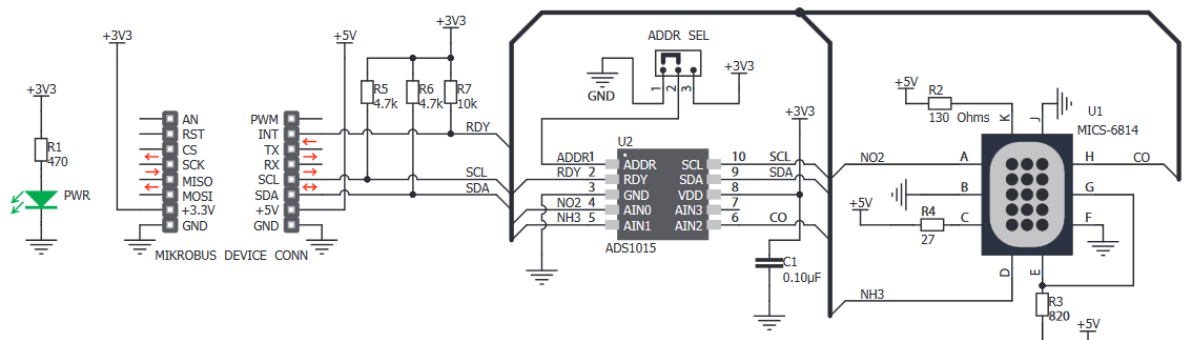 +3V3
R1
470
PWR
+3V3
AN
RST
CS
SCK
MISO
MOSI
+3.3V
GND
PWM
INT
TX
RX
SCL
SDA
+5V
GND
MIKROBUS DEVICE CONN
+5V
+3V3
R5
4.7k
R6
4.7k
R7
10k
RDY
SCL
SDA
ADDR SEL
GND
1
2
3
+3V3
U2
ADDR1
RDY 2
3
NO2 4
NH3 5
ADDR
RDY
GND
AIN0
AIN1
SCL
SDA
VDD
AIN3
AIN2
10 SCL
9 SDA
8
7
6 CO
ADS1015
+3V3
C1
0.10µF
+5V
R2
130 Ohms
K
J
U1
MICS-6814
NO2 A
B
+5V
R4
27
C
H CO
G
F
D
E
NH3
R3
820
+5V